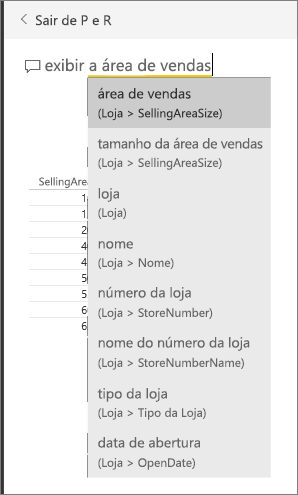 Sair de P e R
exibir a área de vendas
área de vendas
(Loja > SellingAreaSize)
tamanho da área de vendas
(Loja > SellingAreaSize)
loja
(Loja)
nome
(Loja > Nome)
número da loja
(Loja > StoreNumber)
nome do número da loja
(Loja > StoreNumberName)
tipo da loja
(Loja > Tipo da Loja)
data de abertura
(Loja > OpenDate)
SellingArea
1
1
2
4
4
5
5
6
6